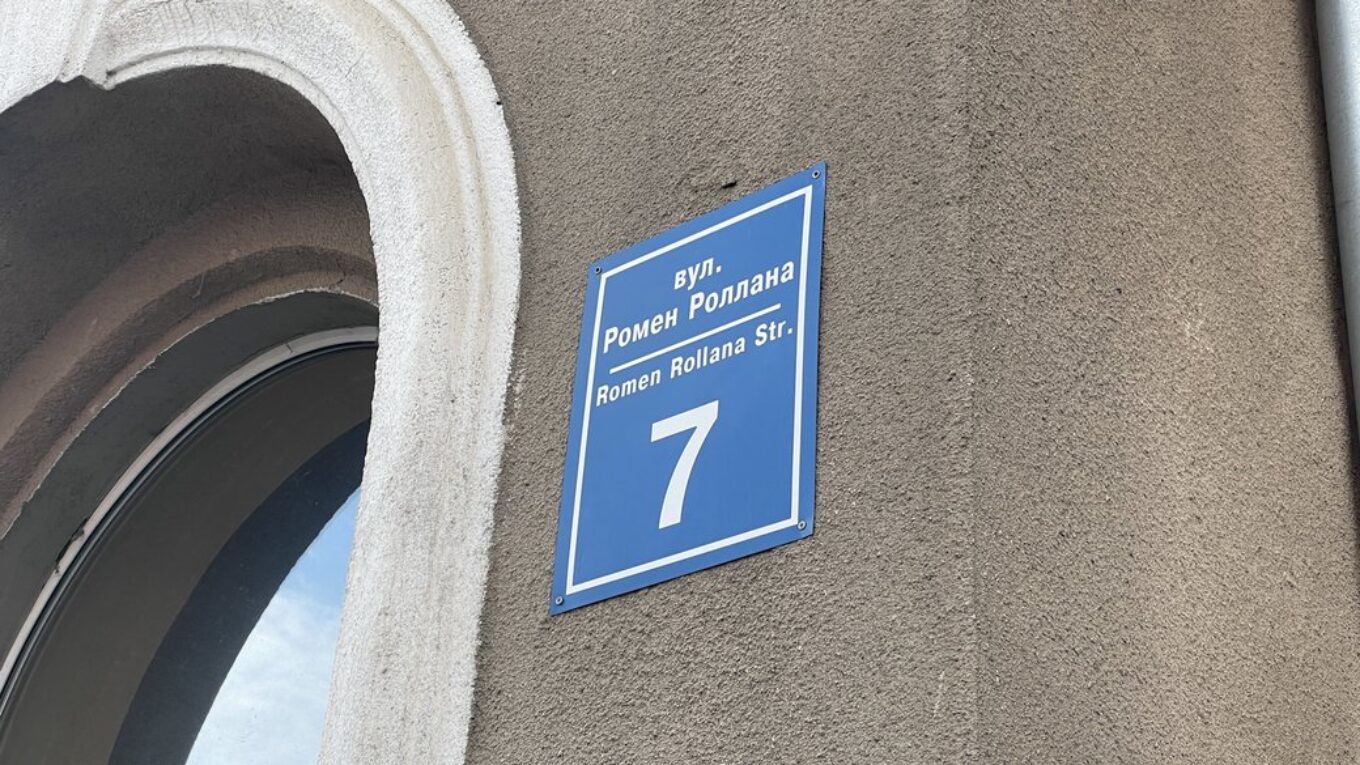 вул.
Ромен Роллана
Romen Rollana Str.
7